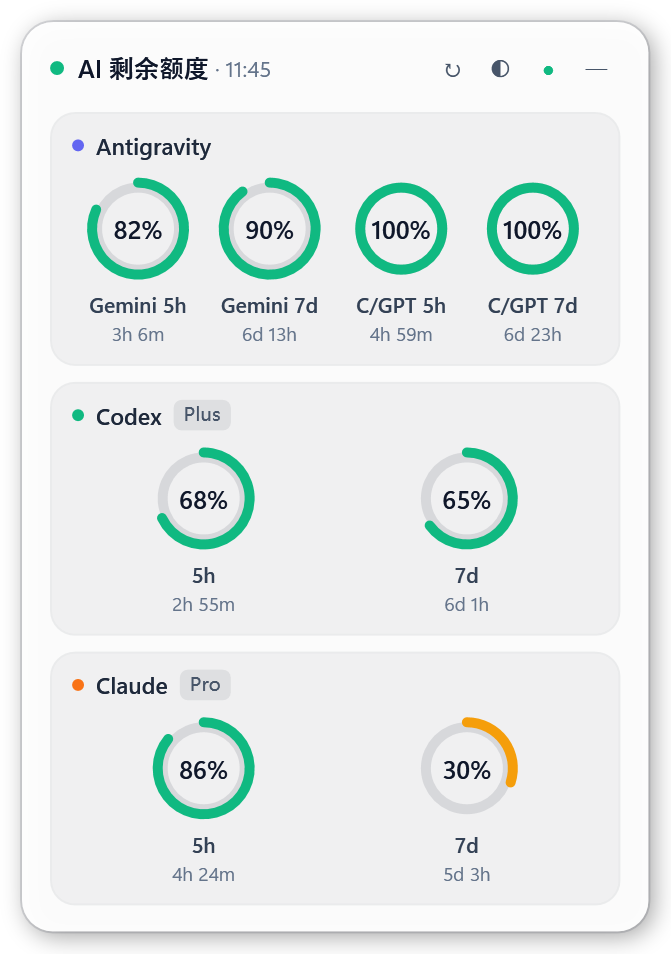 AI 剩余额度 · 11:45
Antigravity
82% 90% 100% 100%
Gemini 5h Gemini 7d C/GPT 5h C/GPT 7d
3h 6m 6d 13h 4h 59m 6d 23h
Codex Plus
68% 65%
5h 7d
2h 55m 6d 1h
Claude Pro
86% 30%
5h 7d
4h 24m 5d 3h